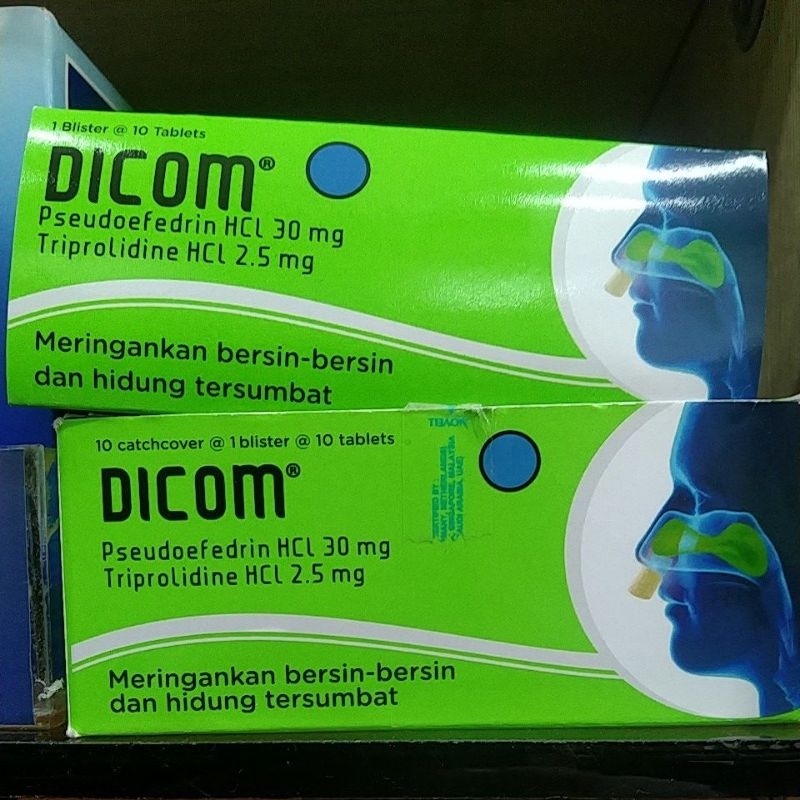 1 Blister @ 10 Tablets
DICOM®
Pseudoefedrin HCl 30 mg
Triprolidine HCl 2.5 mg
Meringankan bersin-bersin
dan hidung tersumbat
10 catchcover @ 1 blister @ 10 tablets
NOVELL
DICOM®
Pseudoefedrin HCl 30 mg
Triprolidine HCl 2.5 mg
Meringankan bersin-bersin
dan hidung tersumbat